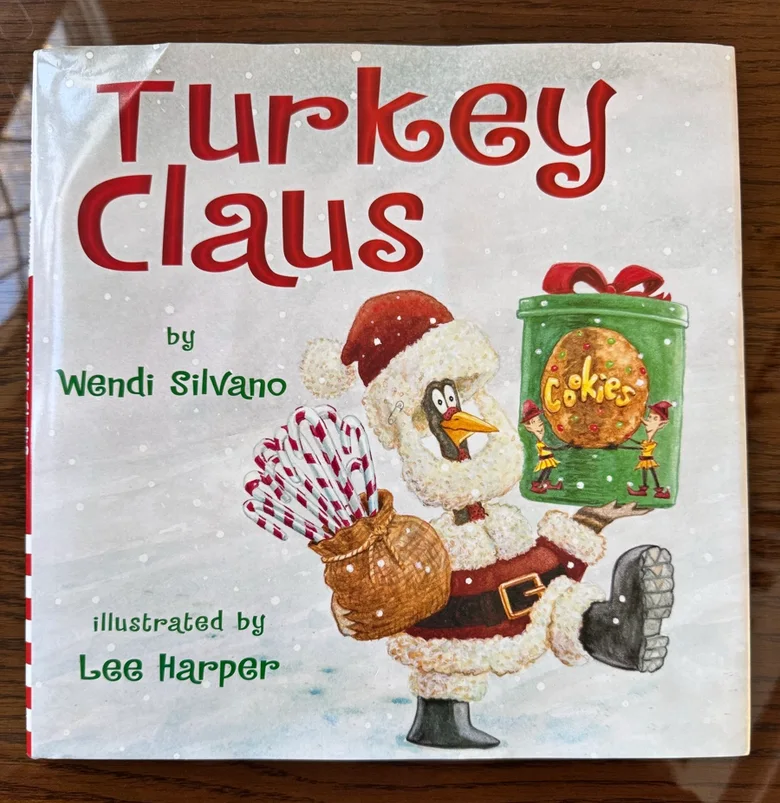 Turkey
Claus
by
Wendi Silvano
Cookies
illustrated by
Lee Harper